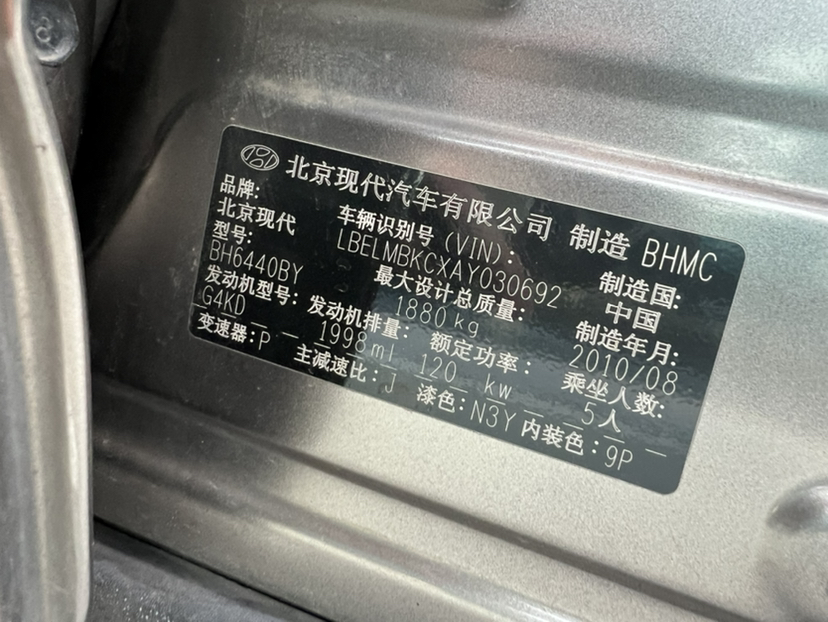 北京现代汽车有限公司 制造 BHMC
品牌: 车辆识别号(VIN): 制造国:
北京现代 LBELMBKCXAY030692 中国
型号: 最大设计总质量: 制造年月:
BH6440BY 1880kg 2010/08
发动机型号: 发动机排量: 额定功率: 乘坐人数:
G4KD 1998ml 120 kw 5人
变速器:P 主减速比:J 漆色:N3Y 内装色:9P